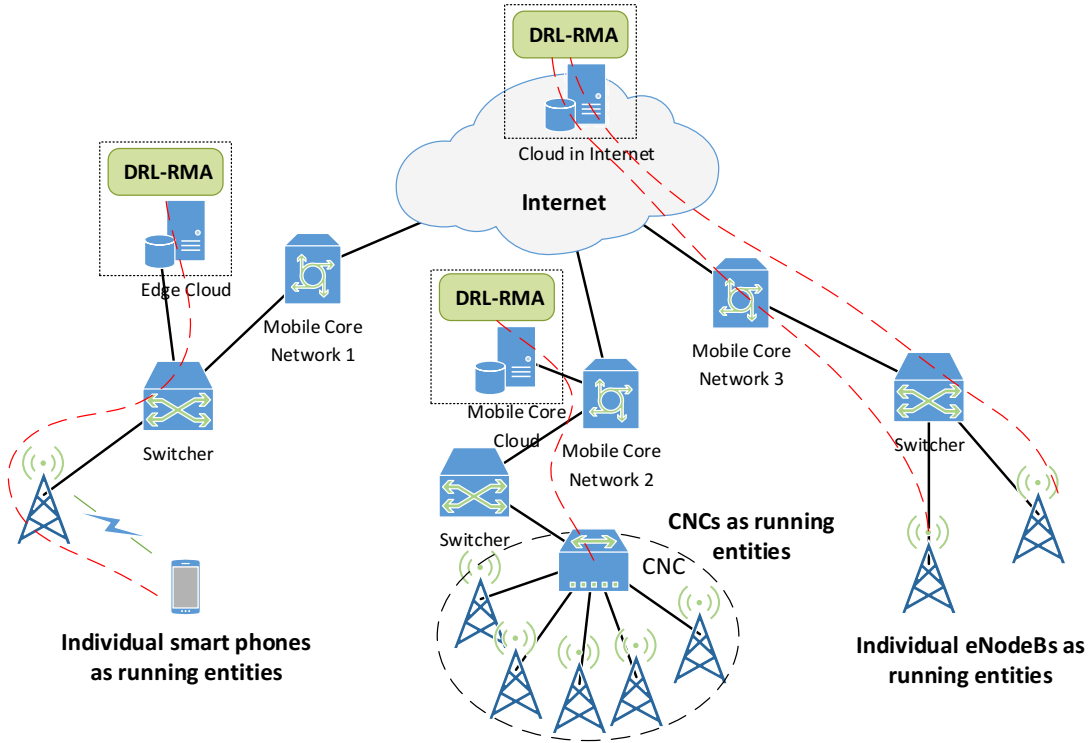 DRL-RMA
Cloud in Internet
Internet
DRL-RMA
Edge Cloud
Mobile Core
Network 1
DRL-RMA
Mobile Core
Cloud
Mobile Core
Network 2
Mobile Core
Network 3
Switcher
Switcher
Switcher
CNC
CNCs as running
entities
Individual smart phones
as running entities
Individual eNodeBs as
running entities